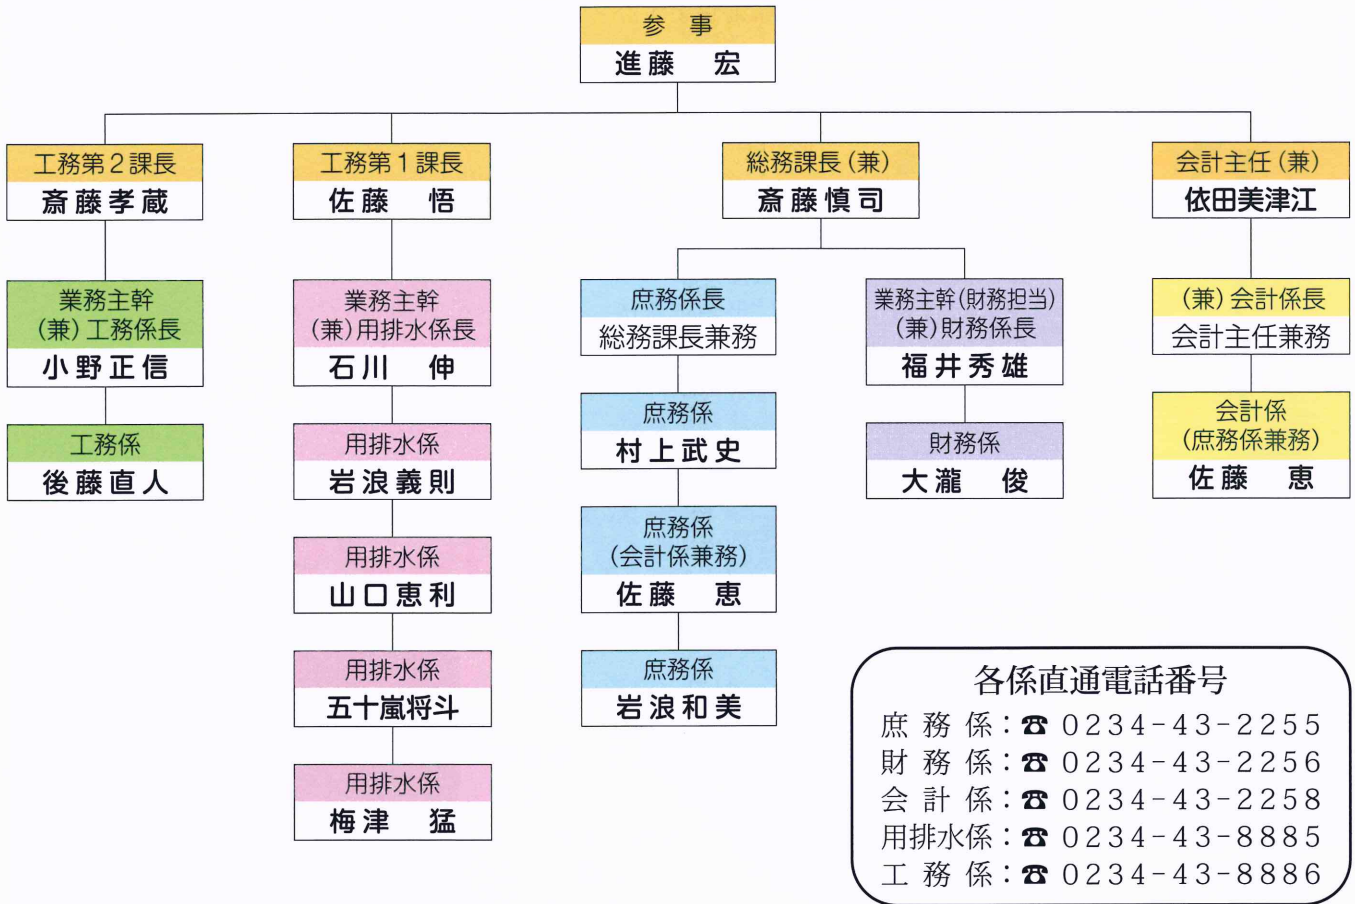 参事
進藤 宏
工務第2課長
斎藤孝蔵
業務主幹
(兼)工務係長
小野正信
工務係
後藤直人
工務第1課長
佐藤 悟
業務主幹
(兼)用排水係長
石川 伸
用排水係
岩浪義則
用排水係
山口恵利
用排水係
五十嵐将斗
用排水係
梅津 猛
総務課長(兼)
斎藤慎司
庶務係長
総務課長兼務
庶務係
村上武史
庶務係
(会計係兼務)
佐藤 恵
庶務係
岩浪和美
業務主幹(財務担当)
(兼)財務係長
福井秀雄
財務係
大瀧 俊
会計主任(兼)
依田美津江
(兼)会計係長
会計主任兼務
会計係
(庶務係兼務)
佐藤 恵
各係直通電話番号
庶務係:☎0234-43-2255
財務係:☎0234-43-2256
会計係:☎0234-43-2258
用排水係:☎0234-43-8885
工務係:☎0234-43-8886